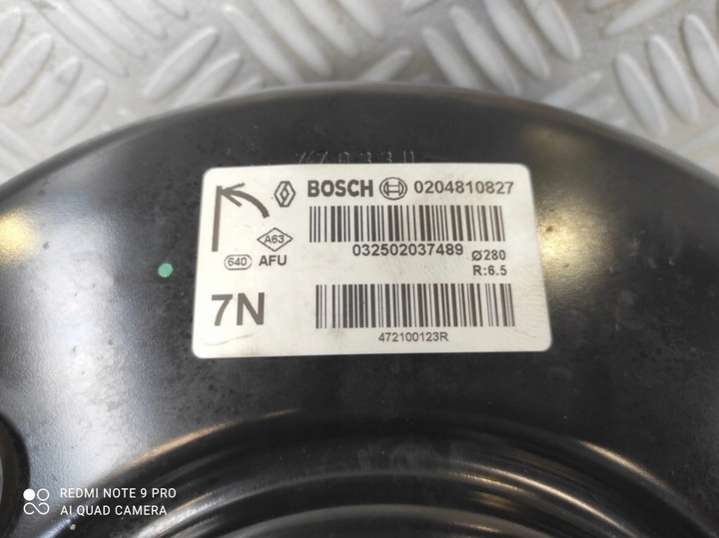 BOSCH 0204810827
A63
032502037489 Ø280
640 AFU
R:6.5
7N
472100123R
REDMI NOTE 9 PRO
AI QUAD CAMERA